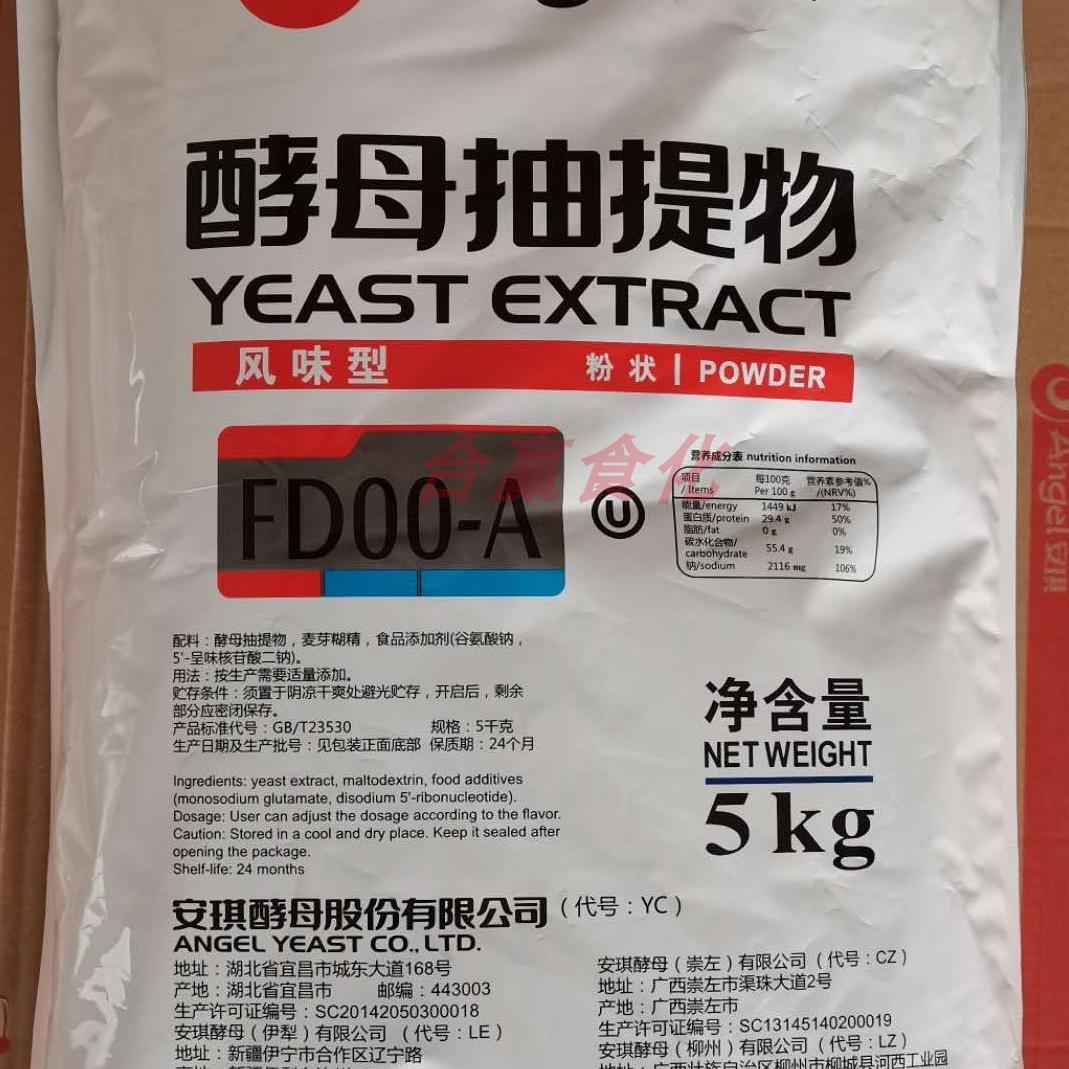 酵母抽提物
YEAST EXTRACT
风味型 粉状 | POWDER
合赢食化
FD00-A
U
营养成分表 nutrition information
项目/Items 每100克 Per 100 g 营养素参考值%/(NRV%)
能量/energy 1449 kJ 17%
蛋白质/protein 29.4 g 50%
脂肪/fat 0 g 0%
碳水化合物/carbohydrate 55.4 g 19%
钠/sodium 2116 mg 106%
配料：酵母抽提物，麦芽糊精，食品添加剂(谷氨酸钠，
5'-呈味核苷酸二钠)。
用法：按生产需要适量添加。
贮存条件：须置于阴凉干爽处避光贮存，开启后，剩余
部分应密闭保存。
产品标准代号：GB/T23530 规格：5千克
生产日期及生产批号：见包装正面底部 保质期：24个月
Ingredients: yeast extract, maltodextrin, food additives
(monosodium glutamate, disodium 5'-ribonucleotide).
Dosage: User can adjust the dosage according to the flavor.
Caution: Stored in a cool and dry place. Keep it sealed after
opening the package.
Shelf-life: 24 months
净含量
NET WEIGHT
5kg
安琪酵母股份有限公司（代号：YC）
ANGEL YEAST CO., LTD.
地址：湖北省宜昌市城东大道168号
产地：湖北省宜昌市 邮编：443003
生产许可证编号：SC20142050300018
安琪酵母（伊犁）有限公司（代号：LE）
地址：新疆伊宁市合作区辽宁路
安琪酵母（崇左）有限公司（代号：CZ）
地址：广西崇左市渠珠大道2号
产地：广西崇左市
生产许可证编号：SC13145140200019
安琪酵母（柳州）有限公司（代号：LZ）
地址：广西壮族自治区柳州市柳城县河西工业园
Angel 安琪